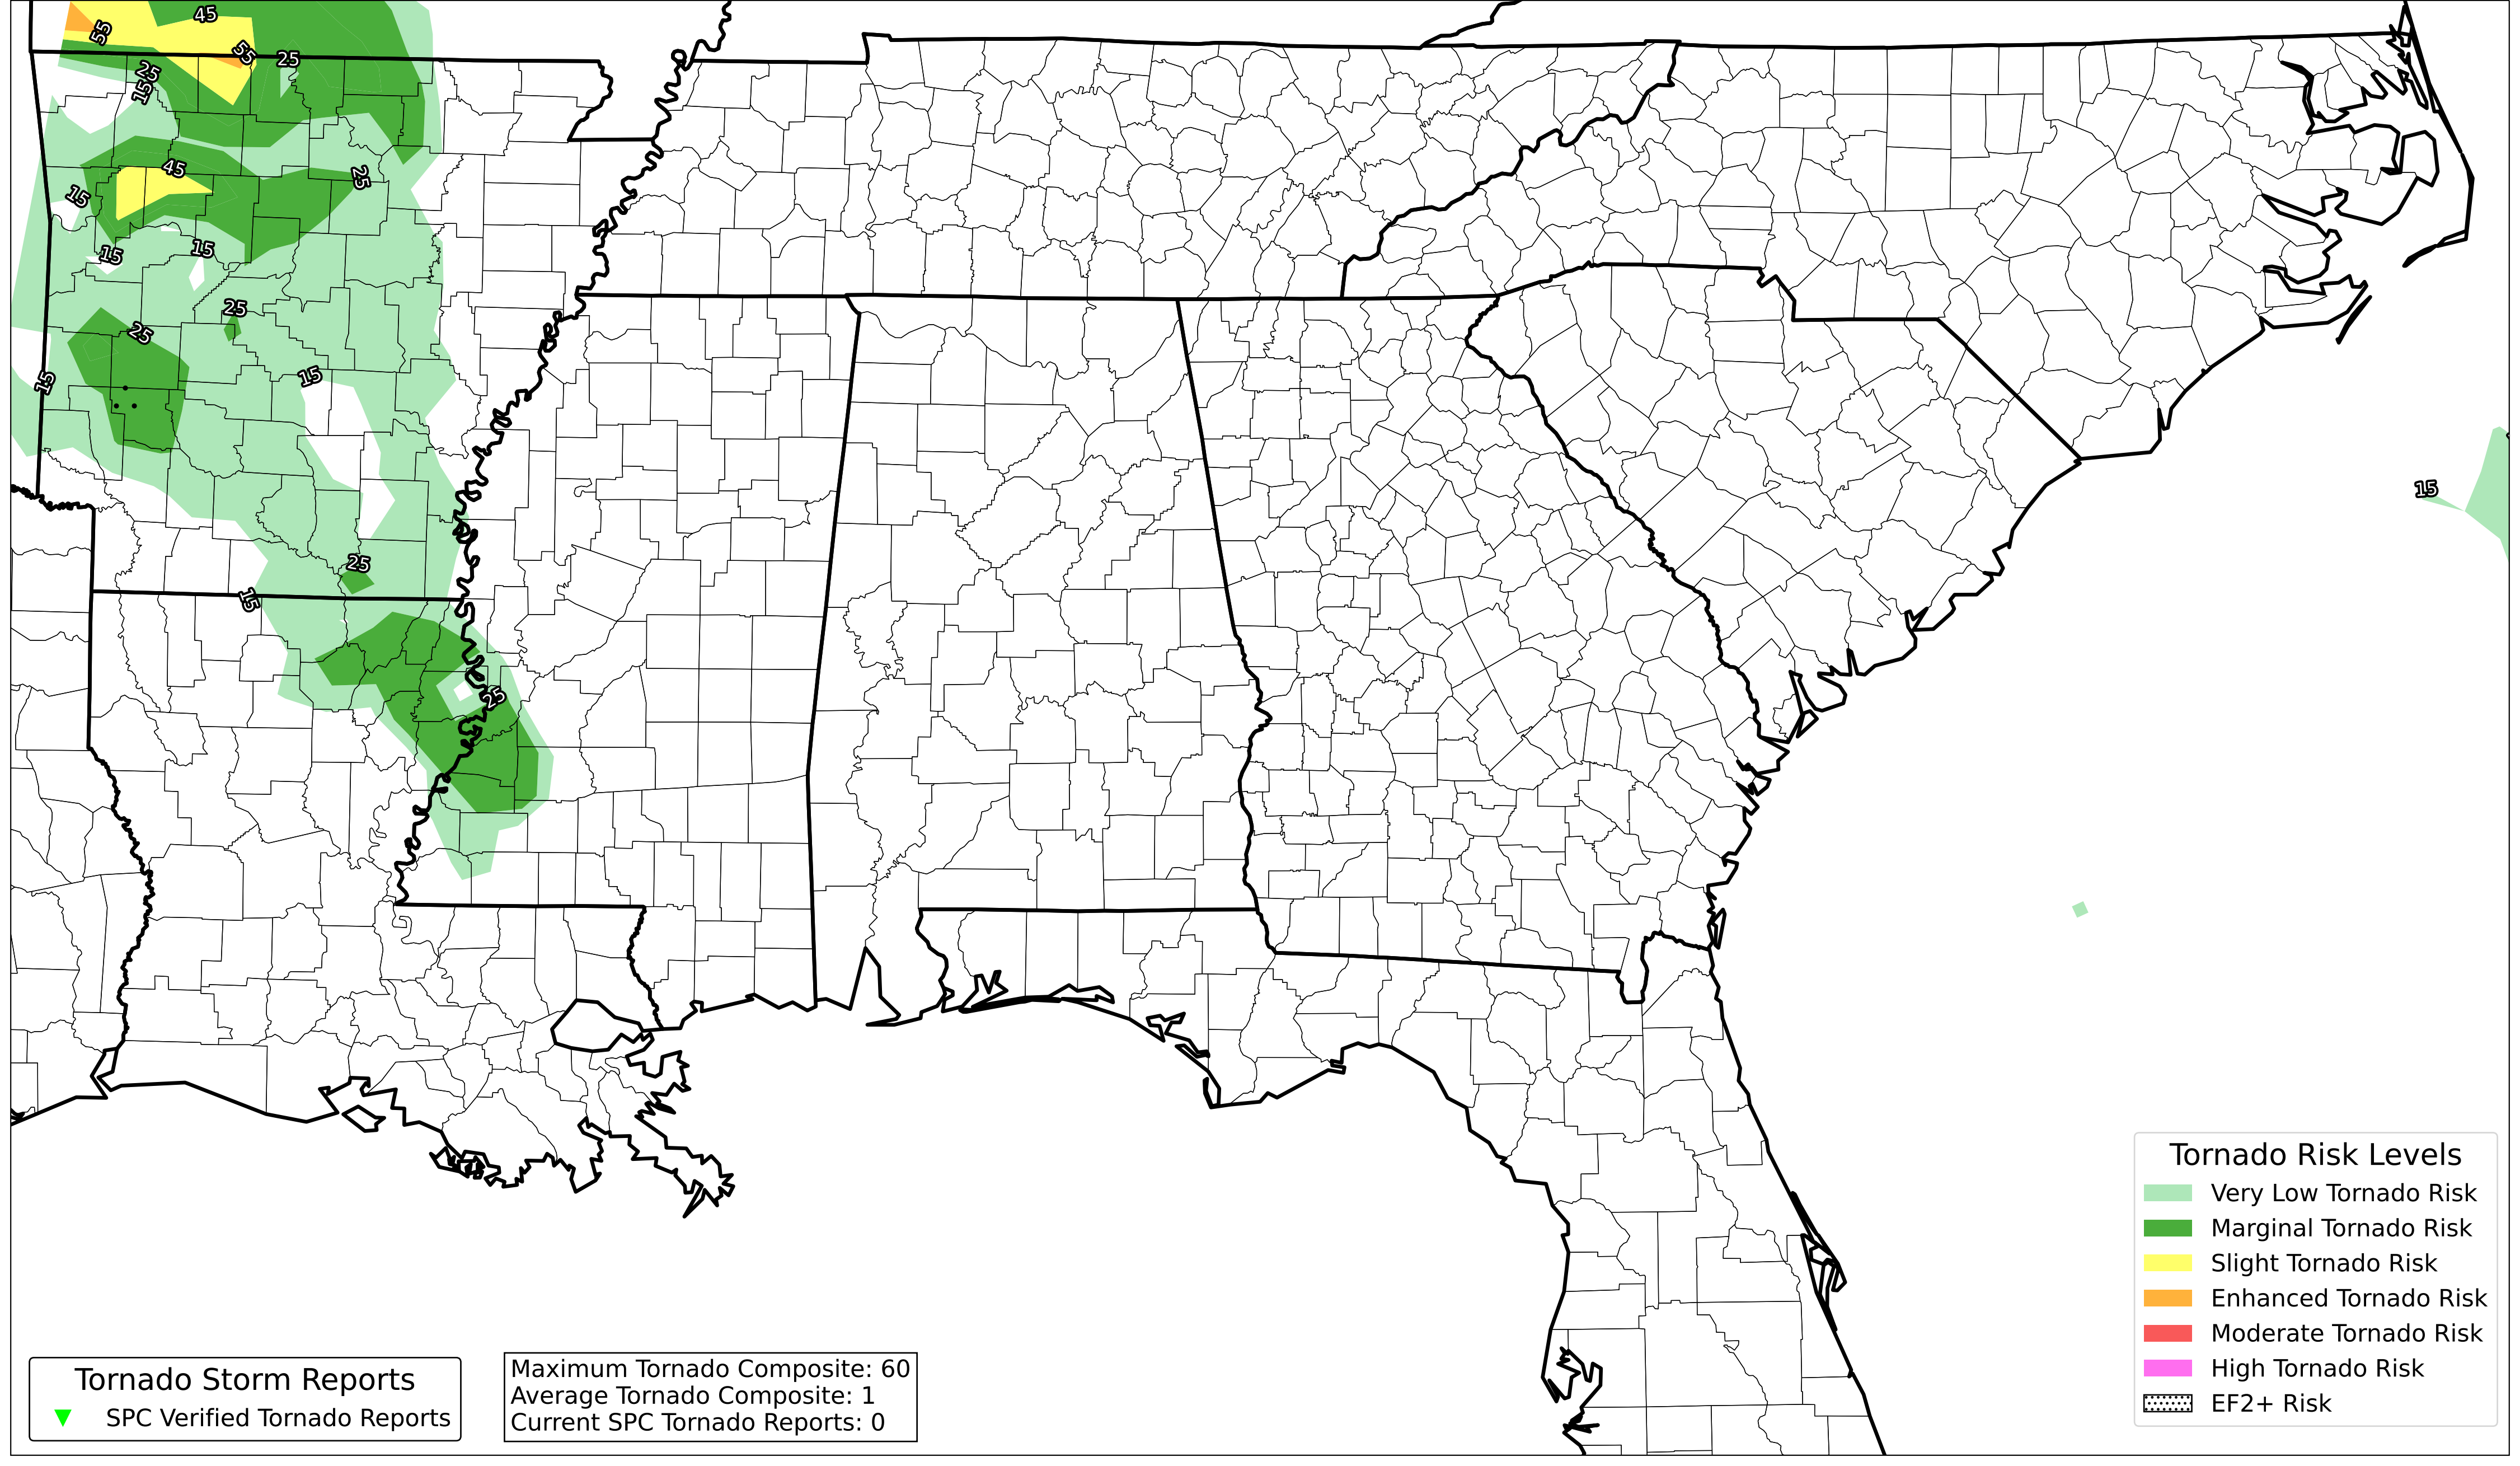 45
55
55
25
25
15
45
25
15
15
15
25
25
15
15
15
25
15
25
Tornado Risk Levels
Very Low Tornado Risk
Marginal Tornado Risk
Slight Tornado Risk
Enhanced Tornado Risk
Moderate Tornado Risk
High Tornado Risk
EF2+ Risk
Tornado Storm Reports
SPC Verified Tornado Reports
Maximum Tornado Composite: 60
Average Tornado Composite: 1
Current SPC Tornado Reports: 0